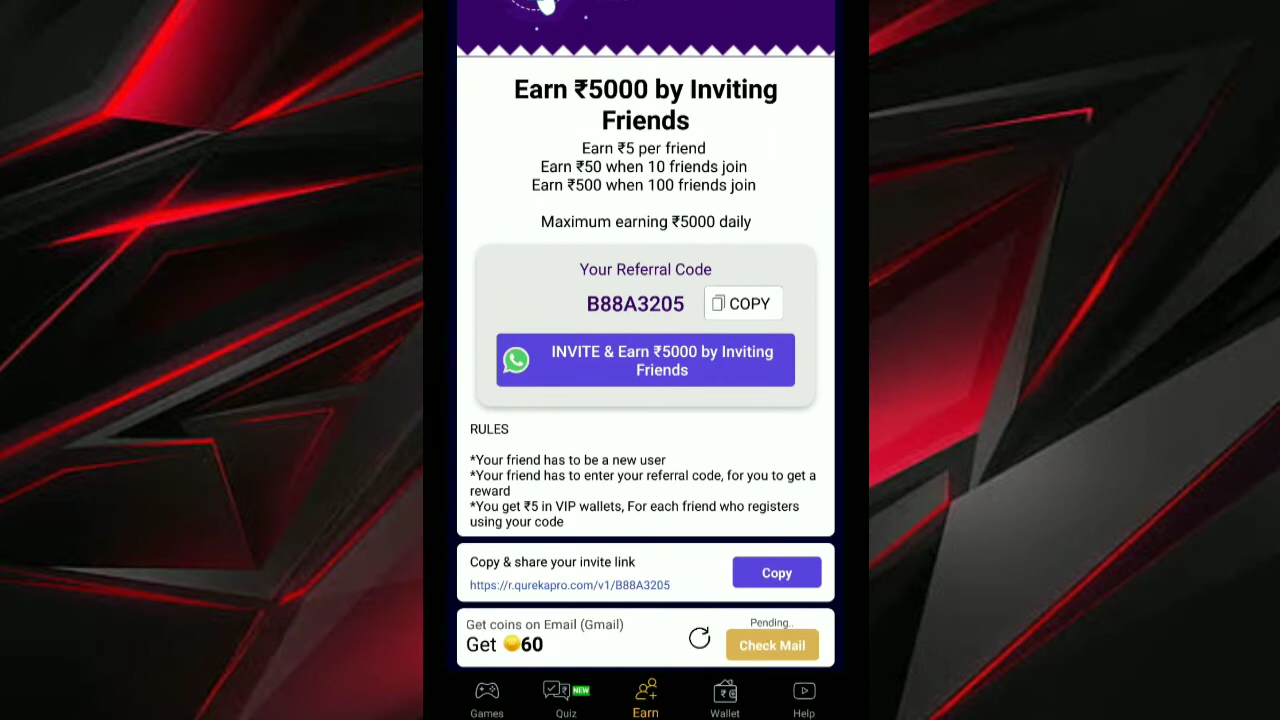 Earn ₹5000 by Inviting
Friends
Earn ₹5 per friend
Earn ₹50 when 10 friends join
Earn ₹500 when 100 friends join
Maximum earning ₹5000 daily
Your Referral Code
B88A3205 COPY
INVITE & Earn ₹5000 by Inviting
Friends
RULES
*Your friend has to be a new user
*Your friend has to enter your referral code, for you to get a
reward
*You get ₹5 in VIP wallets, For each friend who registers
using your code
Copy & share your invite link
Copy
https://r.qurekapro.com/v1/B88A3205
Get coins on Email (Gmail)
Pending..
Get 60
Check Mail
NEW
Games Quiz Earn Wallet Help